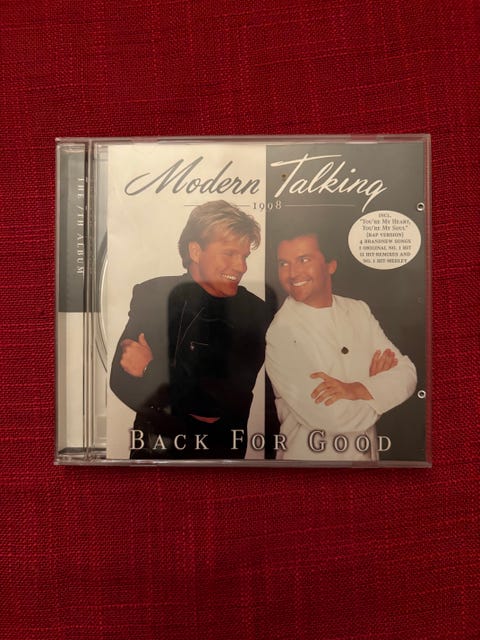 Modern Talking
1998
INCL.
"YOU'RE MY HEART,
YOU'RE MY SOUL"
(RAP VERSION)
4 BRANDNEW SONGS
1 ORIGINAL NO. 1 HIT
12 HIT-REMIXES AND
NO. 1 HIT-MEDLEY
THE 7TH ALBUM
BACK FOR GOOD